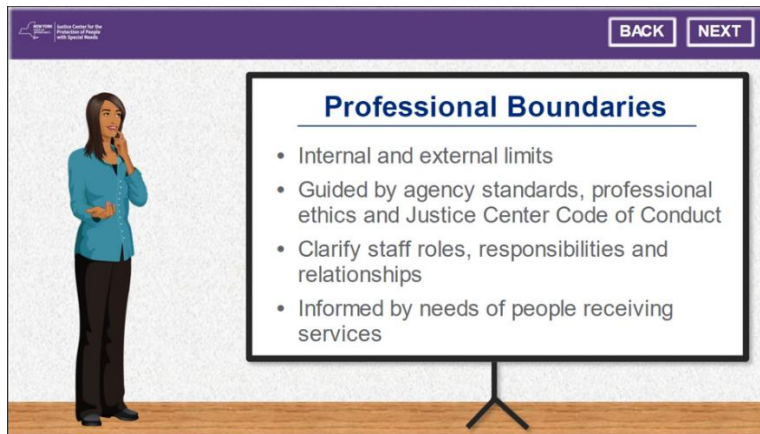 NEW YORK
Justice Center for the
Protection of People
with Special Needs
BACK
NEXT
Professional Boundaries
• Internal and external limits
• Guided by agency standards, professional
ethics and Justice Center Code of Conduct
• Clarify staff roles, responsibilities and
relationships
• Informed by needs of people receiving
services